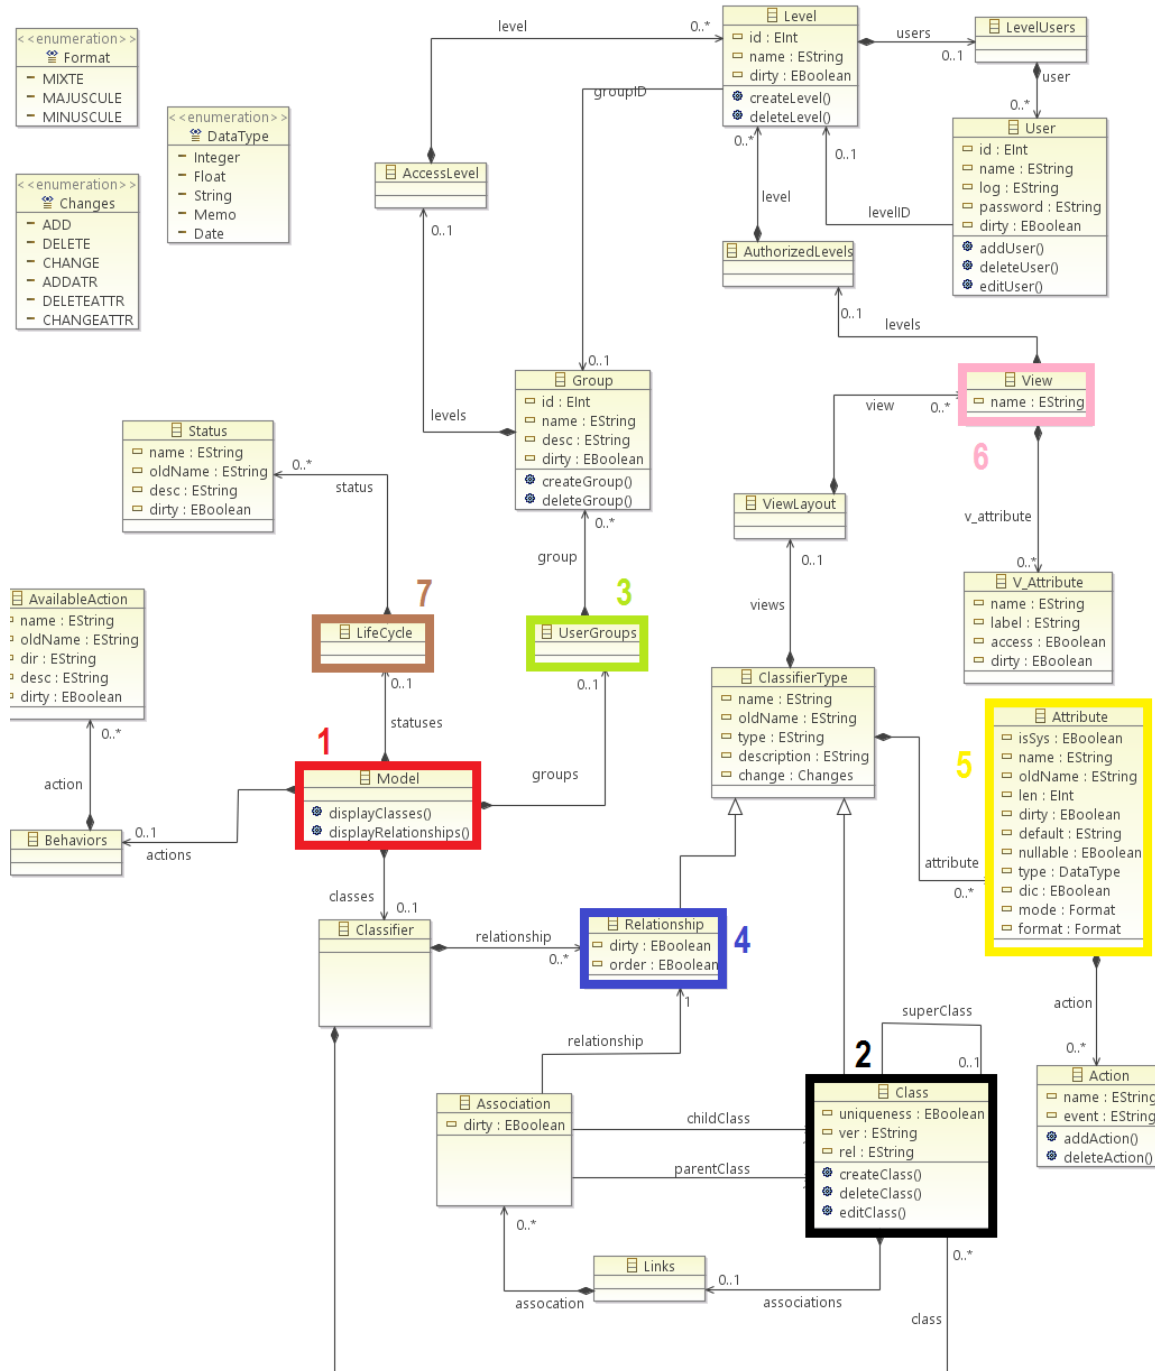 <<enumeration>>
Format
MIXTE
MAJUSCULE
MINUSCULE
<<enumeration>>
DataType
Integer
Float
String
Memo
Date
<<enumeration>>
Changes
ADD
DELETE
CHANGE
ADDATR
DELETEATTR
CHANGEATTR
level
0..*
Level
id : EInt
name : EString
dirty : EBoolean
createLevel()
deleteLevel()
users
0..1
LevelUsers
user
0..*
User
id : EInt
name : EString
log : EString
password : EString
dirty : EBoolean
addUser()
deleteUser()
editUser()
groupID
0..*
0..1
level
levelID
AccessLevel
0..1
AuthorizedLevels
0..1
levels
0..1
Group
id : EInt
name : EString
desc : EString
dirty : EBoolean
createGroup()
deleteGroup()
0..*
levels
View
name : EString
view
0..*
6
Status
name : EString
oldName : EString
desc : EString
dirty : EBoolean
0..*
status
ViewLayout
0..1
v_attribute
0..*
V_Attribute
name : EString
label : EString
access : EBoolean
dirty : EBoolean
group
views
AvailableAction
name : EString
oldName : EString
dir : EString
desc : EString
dirty : EBoolean
0..*
7
LifeCycle
0..1
statuses
3
UserGroups
0..1
groups
ClassifierType
name : EString
oldName : EString
type : EString
description : EString
change : Changes
5
Attribute
isSys : EBoolean
name : EString
oldName : EString
len : EInt
dirty : EBoolean
default : EString
nullable : EBoolean
type : DataType
dic : EBoolean
mode : Format
format : Format
1
Model
displayClasses()
displayRelationships()
action
Behaviors
0..1
actions
attribute
0..*
classes
0..1
Classifier
relationship
0..*
Relationship
dirty : EBoolean
order : EBoolean
4
1
action
0..*
Action
name : EString
event : EString
addAction()
deleteAction()
superClass
0..1
relationship
2
Class
uniqueness : EBoolean
ver : EString
rel : EString
createClass()
deleteClass()
editClass()
Association
dirty : EBoolean
childClass
parentClass
0..*
Links
0..1
assocation
associations
0..*
class